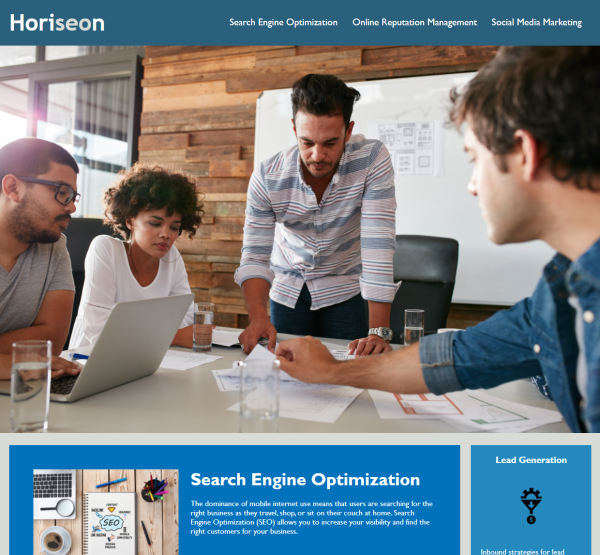 Horiseon
Search Engine Optimization
Online Reputation Management
Social Media Marketing
SEO
Search Engine Optimization
The dominance of mobile internet use means that users are searching for the
right business as they travel, shop, or sit on their couch at home. Search
Engine Optimization (SEO) allows you to increase your visibility and find the
right customers for your business.
Lead Generation
Inbound strategies for lead